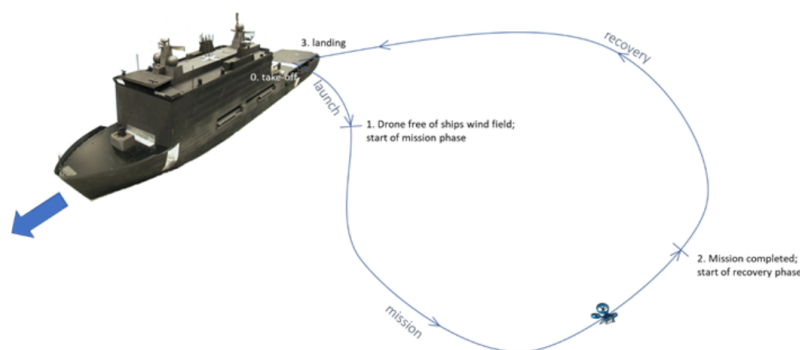 3. landing
0. take-off
launch
1. Drone free of ships wind field;
start of mission phase
recovery
2. Mission completed;
start of recovery phase
mission